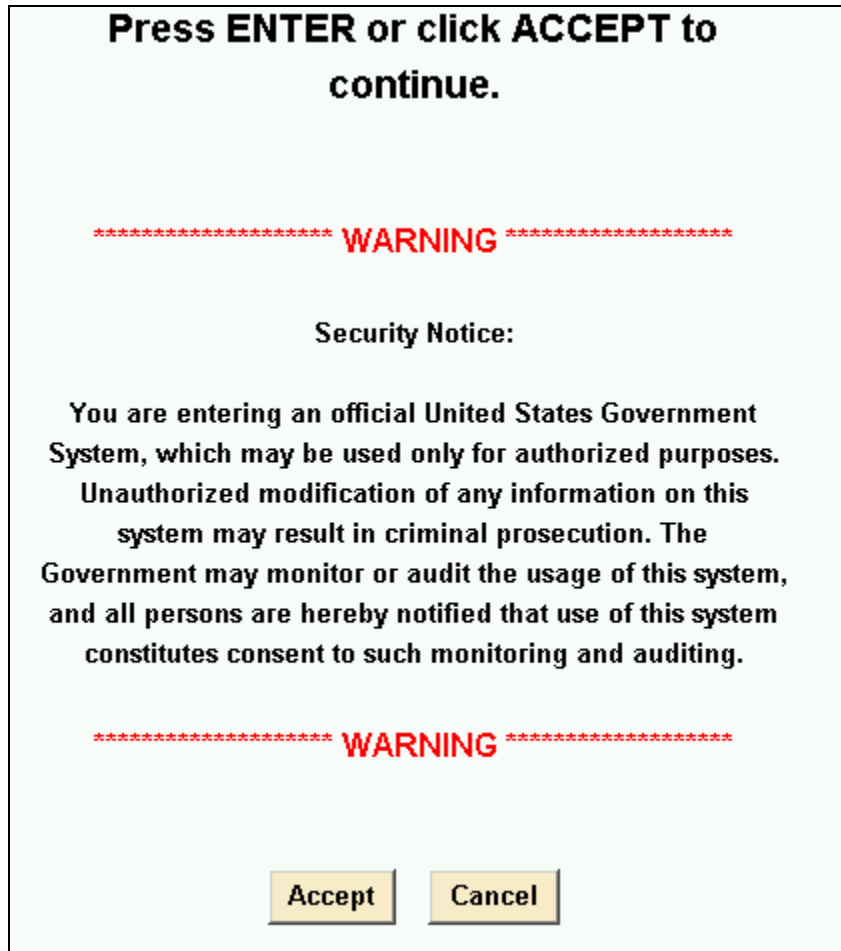 Press ENTER or click ACCEPT to
continue.
******************** WARNING *******************
Security Notice:
You are entering an official United States Government
System, which may be used only for authorized purposes.
Unauthorized modification of any information on this
system may result in criminal prosecution. The
Government may monitor or audit the usage of this system,
and all persons are hereby notified that use of this system
constitutes consent to such monitoring and auditing.
******************** WARNING *******************
Accept Cancel